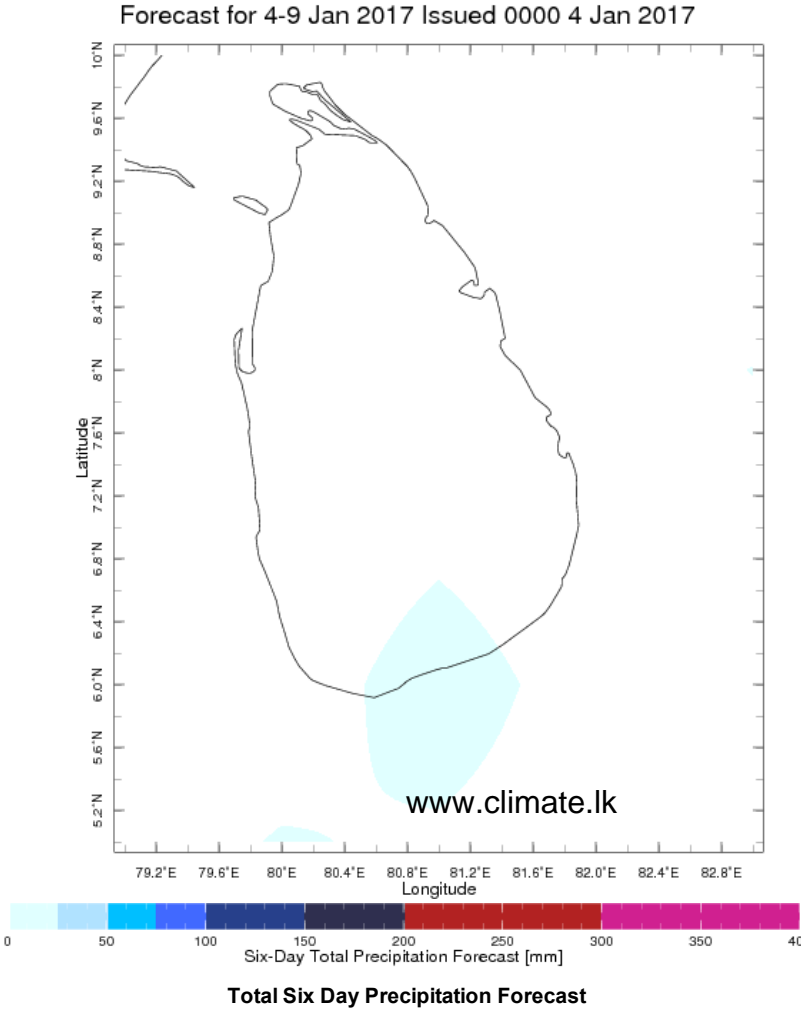 Forecast for 4-9 Jan 2017 Issued 0000 4 Jan 2017
10°N
9.6°N
9.2°N
8.8°N
8.4°N
8°N
7.6°N
7.2°N
6.8°N
6.4°N
6.0°N
5.6°N
5.2°N
Latitude
www.climate.lk
79.2°E 79.6°E 80°E 80.4°E 80.8°E 81.2°E 81.6°E 82.0°E 82.4°E 82.8°E
Longitude
0 50 100 150 200 250 300 350 40
Six-Day Total Precipitation Forecast [mm]
Total Six Day Precipitation Forecast